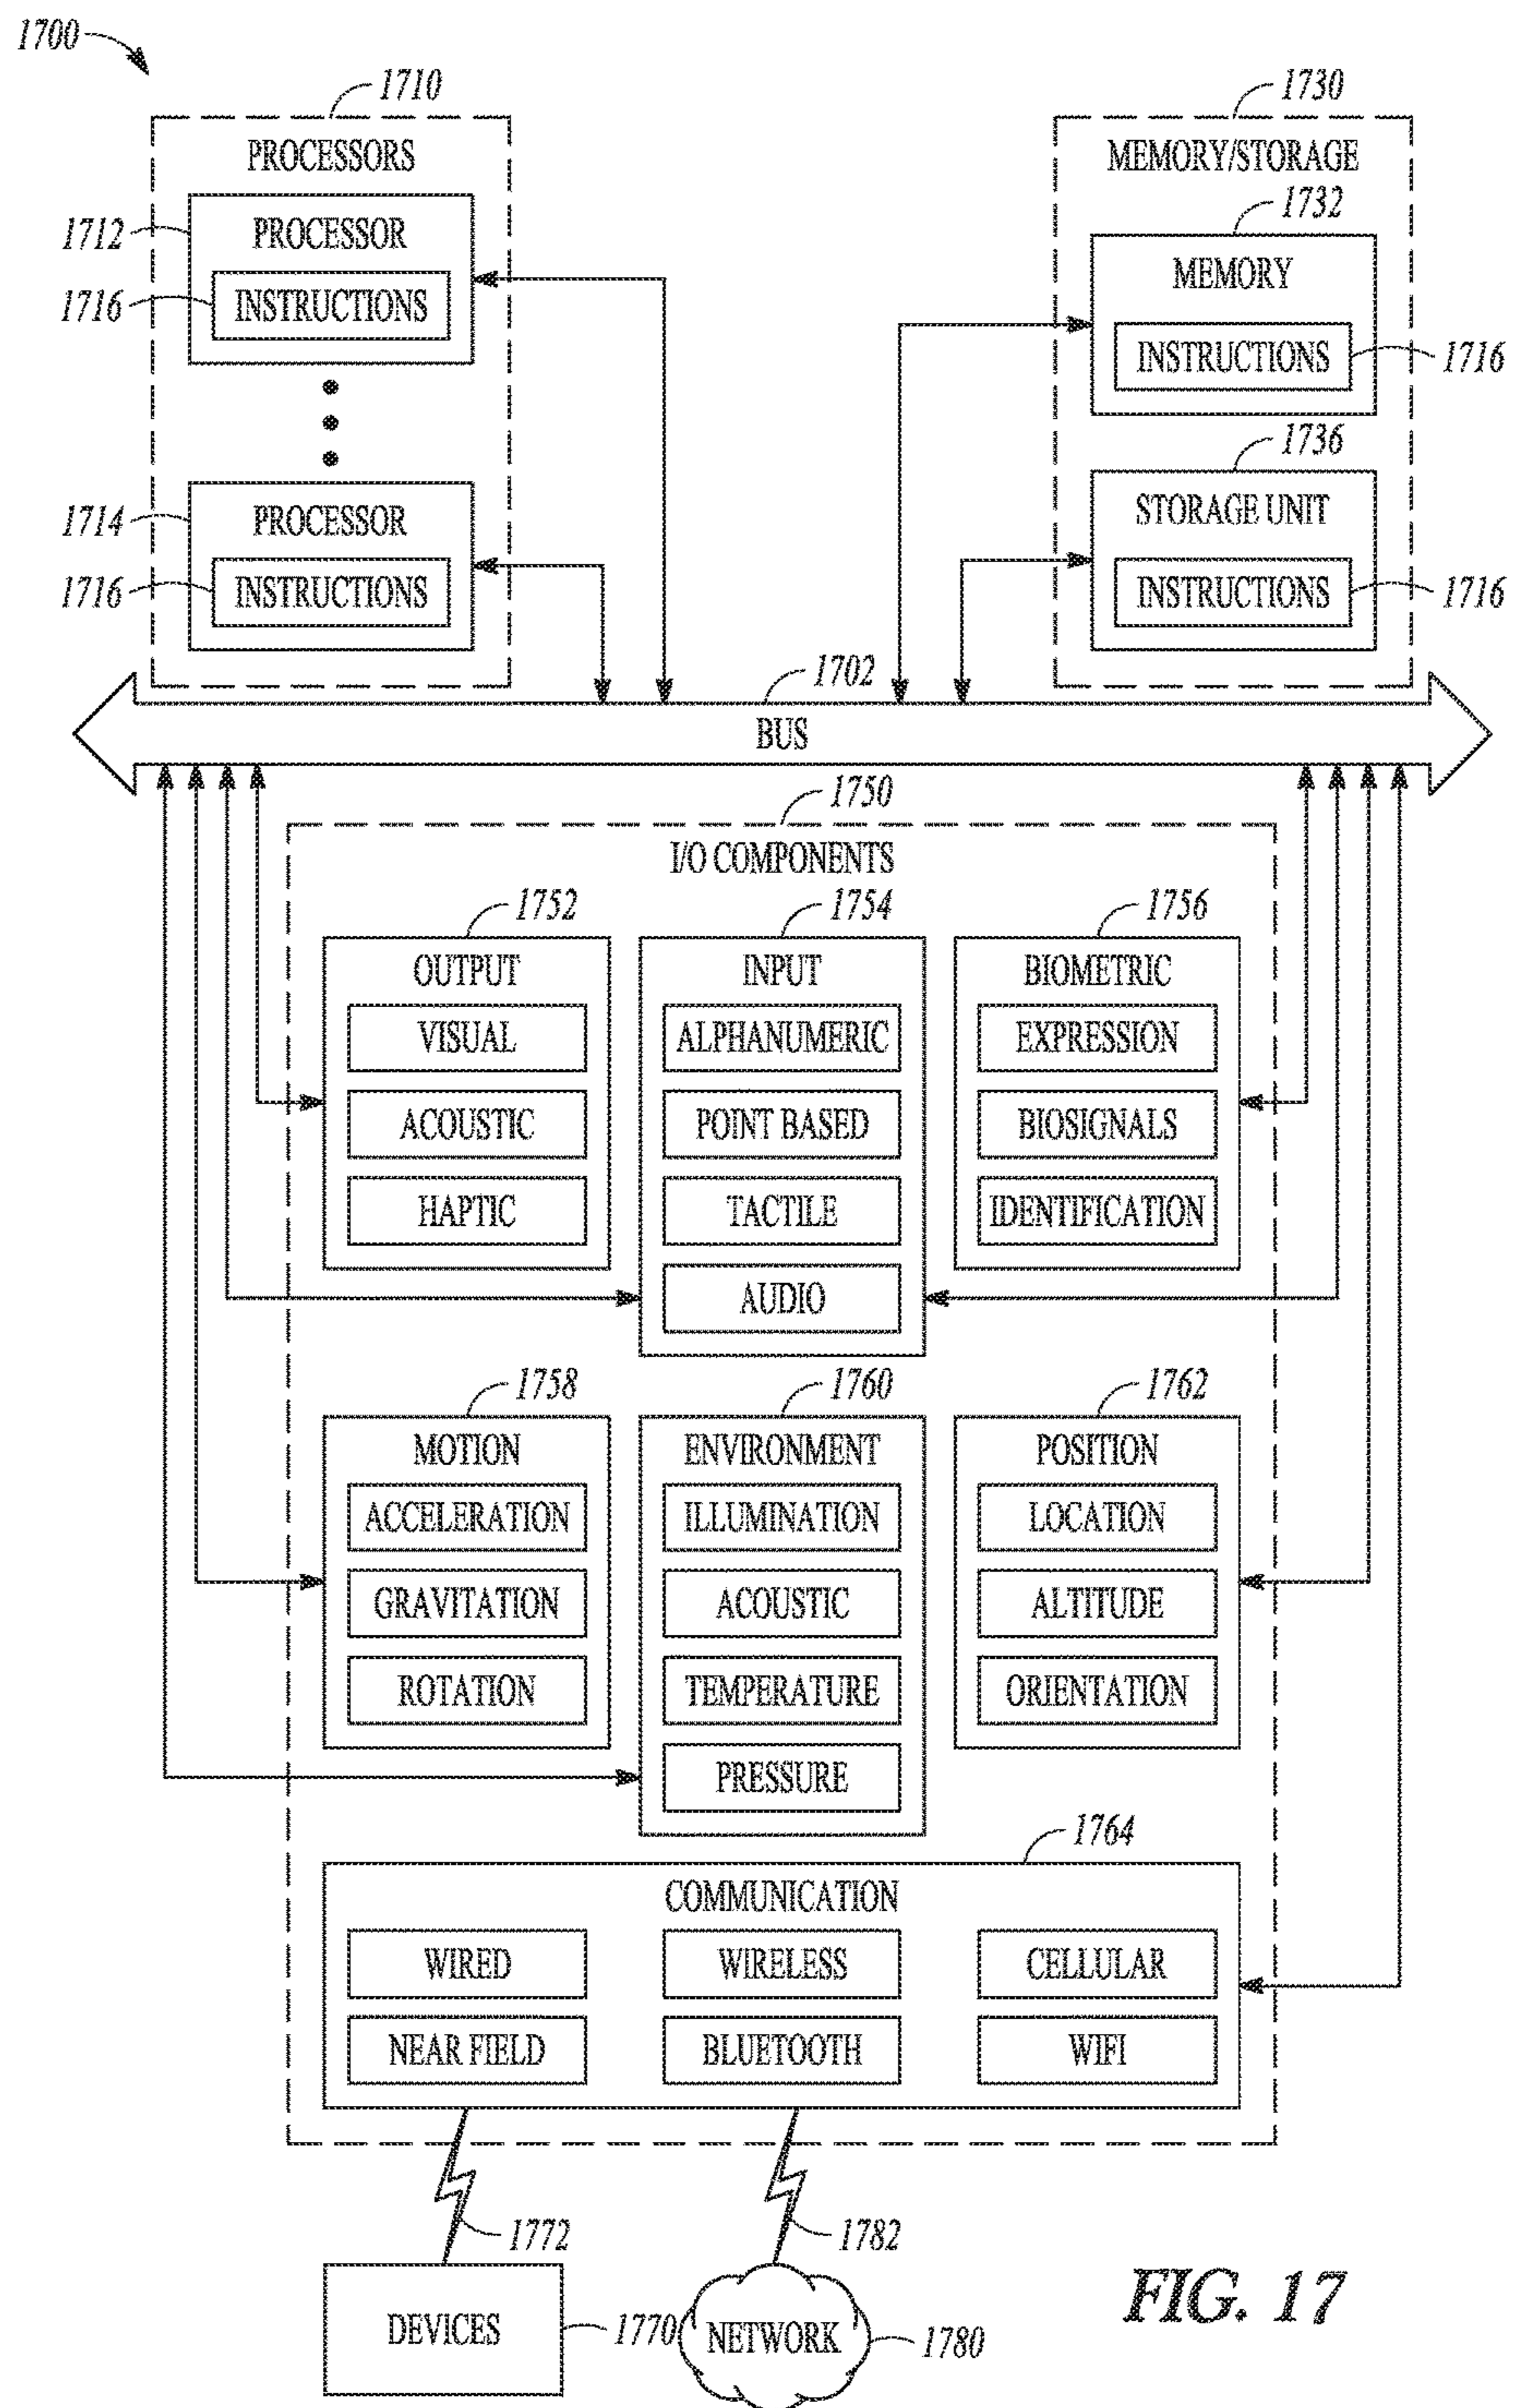 1700
1710
1730
PROCESSORS
MEMORY/STORAGE
1712
PROCESSOR
1716
INSTRUCTIONS
1732
MEMORY
INSTRUCTIONS
1716
1714
PROCESSOR
1716
INSTRUCTIONS
1736
STORAGE UNIT
INSTRUCTIONS
1716
1702
BUS
1750
I/O COMPONENTS
1752
OUTPUT
VISUAL
ACOUSTIC
HAPTIC
1754
INPUT
ALPHANUMERIC
POINT BASED
TACTILE
AUDIO
1756
BIOMETRIC
EXPRESSION
BIOSIGNALS
IDENTIFICATION
1758
MOTION
ACCELERATION
GRAVITATION
ROTATION
1760
ENVIRONMENT
ILLUMINATION
ACOUSTIC
TEMPERATURE
PRESSURE
1762
POSITION
LOCATION
ALTITUDE
ORIENTATION
1764
COMMUNICATION
WIRED
WIRELESS
CELLULAR
NEAR FIELD
BLUETOOTH
WIFI
1772
1782
DEVICES
1770
NETWORK
1780
FIG. 17